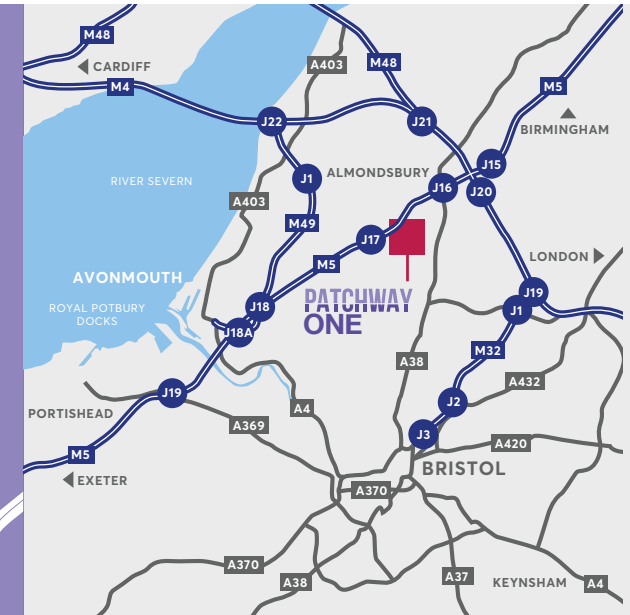 M48
CARDIFF
M4
A403
M48
M5
BIRMINGHAM
J22
J21
J15
J1
ALMONDSBURY
J16
J20
RIVER SEVERN
A403
M49
J17
M5
LONDON
AVONMOUTH
ROYAL POTBURY
DOCKS
J18
PATCHWAY
ONE
J19
J1
J18A
M32
A38
A432
J19
J2
A4
PORTISHEAD
A369
J3
A420
M5
BRISTOL
EXETER
A370
A370
A38
A37
KEYNSHAM
A4